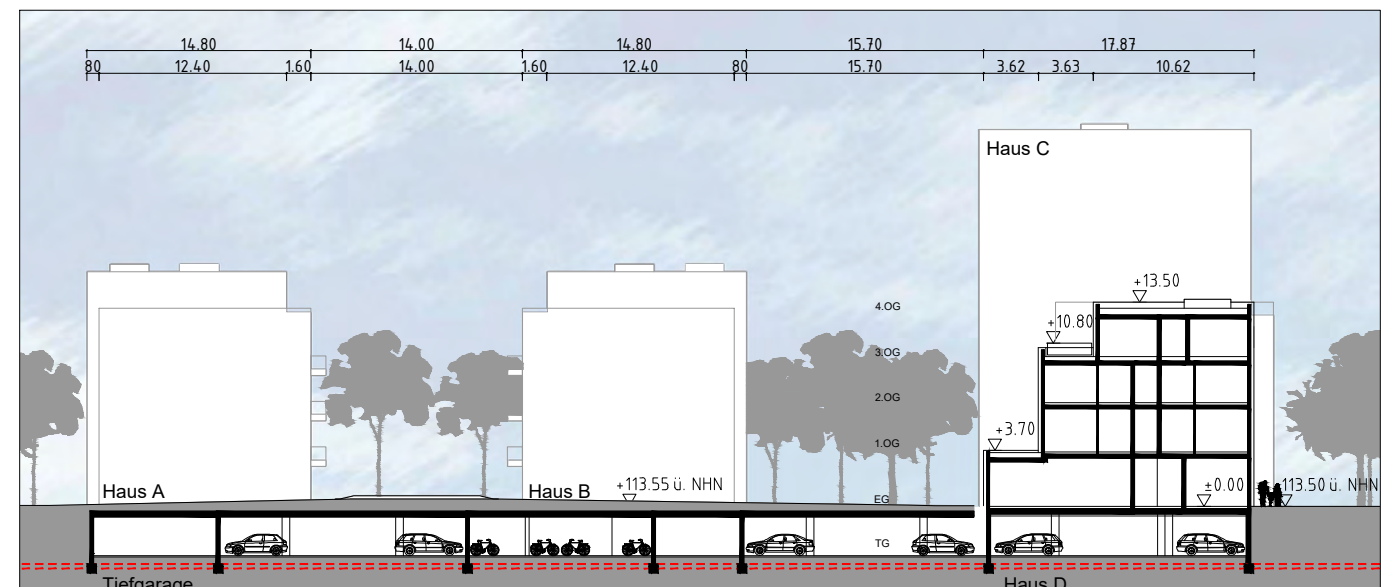 14.80 14.00 14.80 15.70 17.87
80 12.40 1.60 14.00 1.60 12.40 80 15.70 3.62 3.63 10.62
Haus C
+13.50
4.OG
+10.80
3.OG
2.OG
+3.70
1.OG
Haus A
Haus B
+113.55 ü. NHN
EG
±0.00
113.50 ü. NHN
TG
Tiefgarage
Haus D